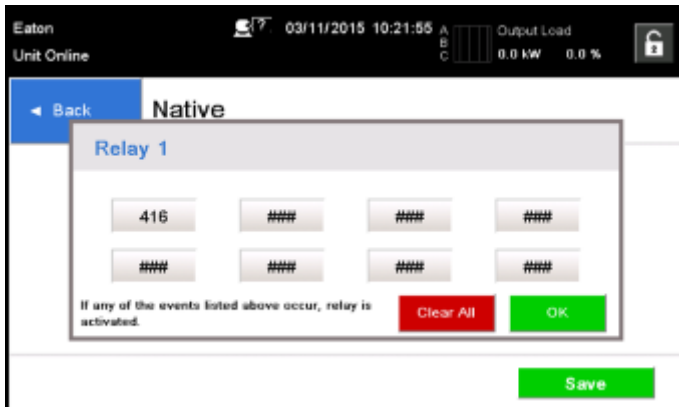 Eaton
Unit Online
03/11/2015 10:21:55
A
B
C
Output Load
0.0 kW 0.0 %
◄ Back
Native
Relay 1
416 ### ### ###
### ### ### ###
If any of the events listed above occur, relay is
activated.
Clear All
OK
Save